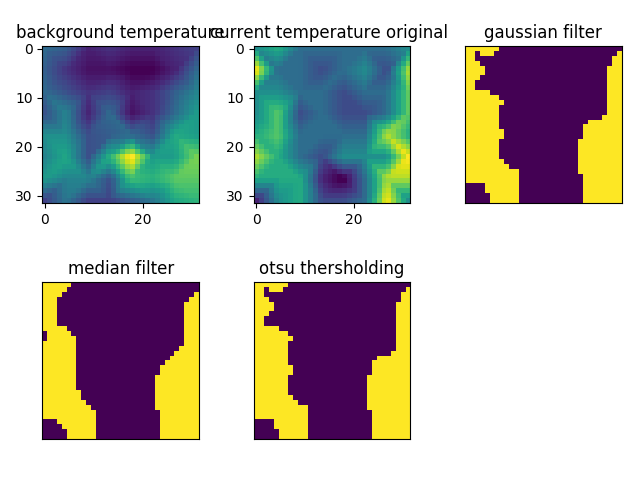 background temperature
current temperature original
gaussian filter
0
10
20
30
0
20
0
10
20
30
0
20
median filter
otsu thersholding